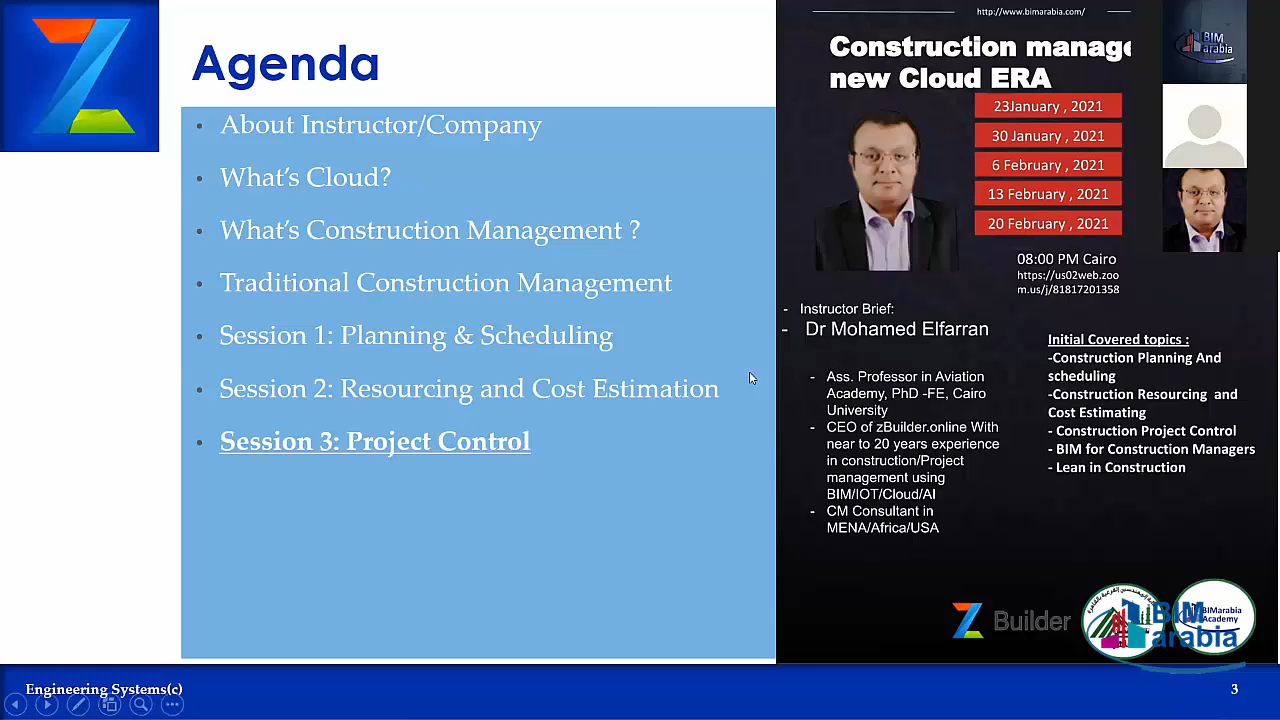 Agenda
• About Instructor/Company
• What's Cloud?
• What's Construction Management ?
• Traditional Construction Management
• Session 1: Planning & Scheduling
• Session 2: Resourcing and Cost Estimation
• Session 3: Project Control
http://www.bimarabia.com/
Construction manage
new Cloud ERA
23January , 2021
30 January , 2021
6 February , 2021
13 February , 2021
20 February , 2021
08:00 PM Cairo
https://us02web.zoo
m.us/j/81817201358
- Instructor Brief:
- Dr Mohamed Elfarran
- Ass. Professor in Aviation
Academy, PhD -FE, Cairo
University
- CEO of zBuilder.online With
near to 20 years experience
in construction/Project
management using
BIM/IOT/Cloud/AI
- CM Consultant in
MENA/Africa/USA
Initial Covered topics :
-Construction Planning And
scheduling
-Construction Resourcing and
Cost Estimating
- Construction Project Control
- BIM for Construction Managers
- Lean in Construction
BIM
arabia
Z Builder
BIM
arabia
BIMarabia
Academy
Engineering Systems(c)
3